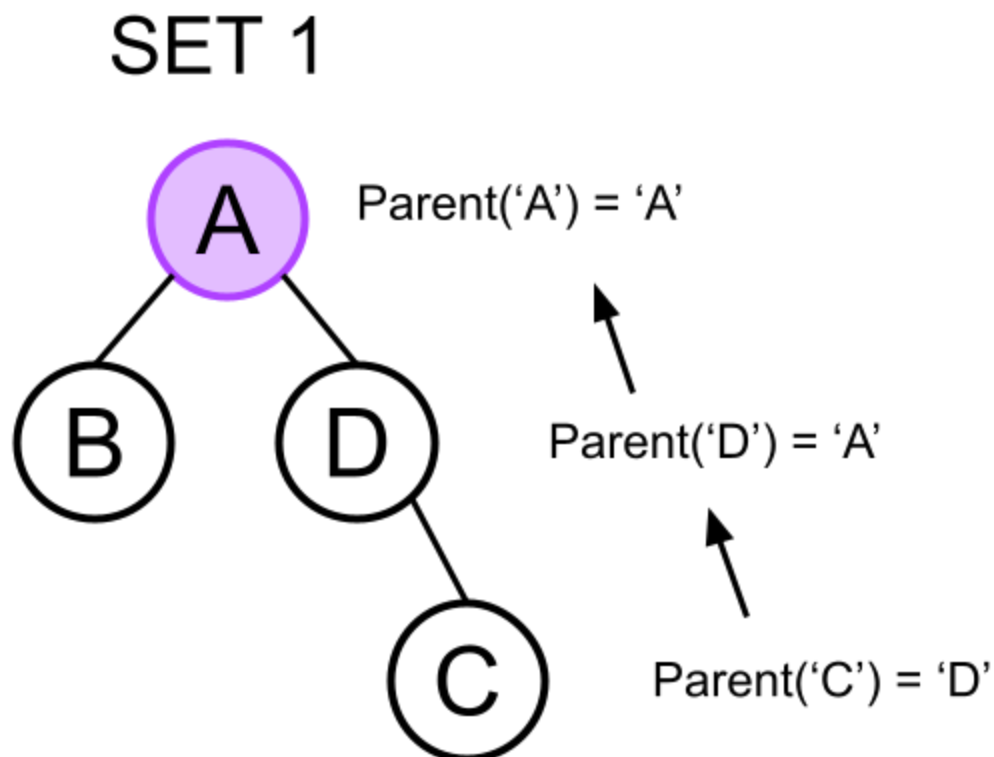 SET 1
A
Parent(‘A’) = ‘A’
B
D
Parent(‘D’) = ‘A’
C
Parent(‘C’) = ‘D’